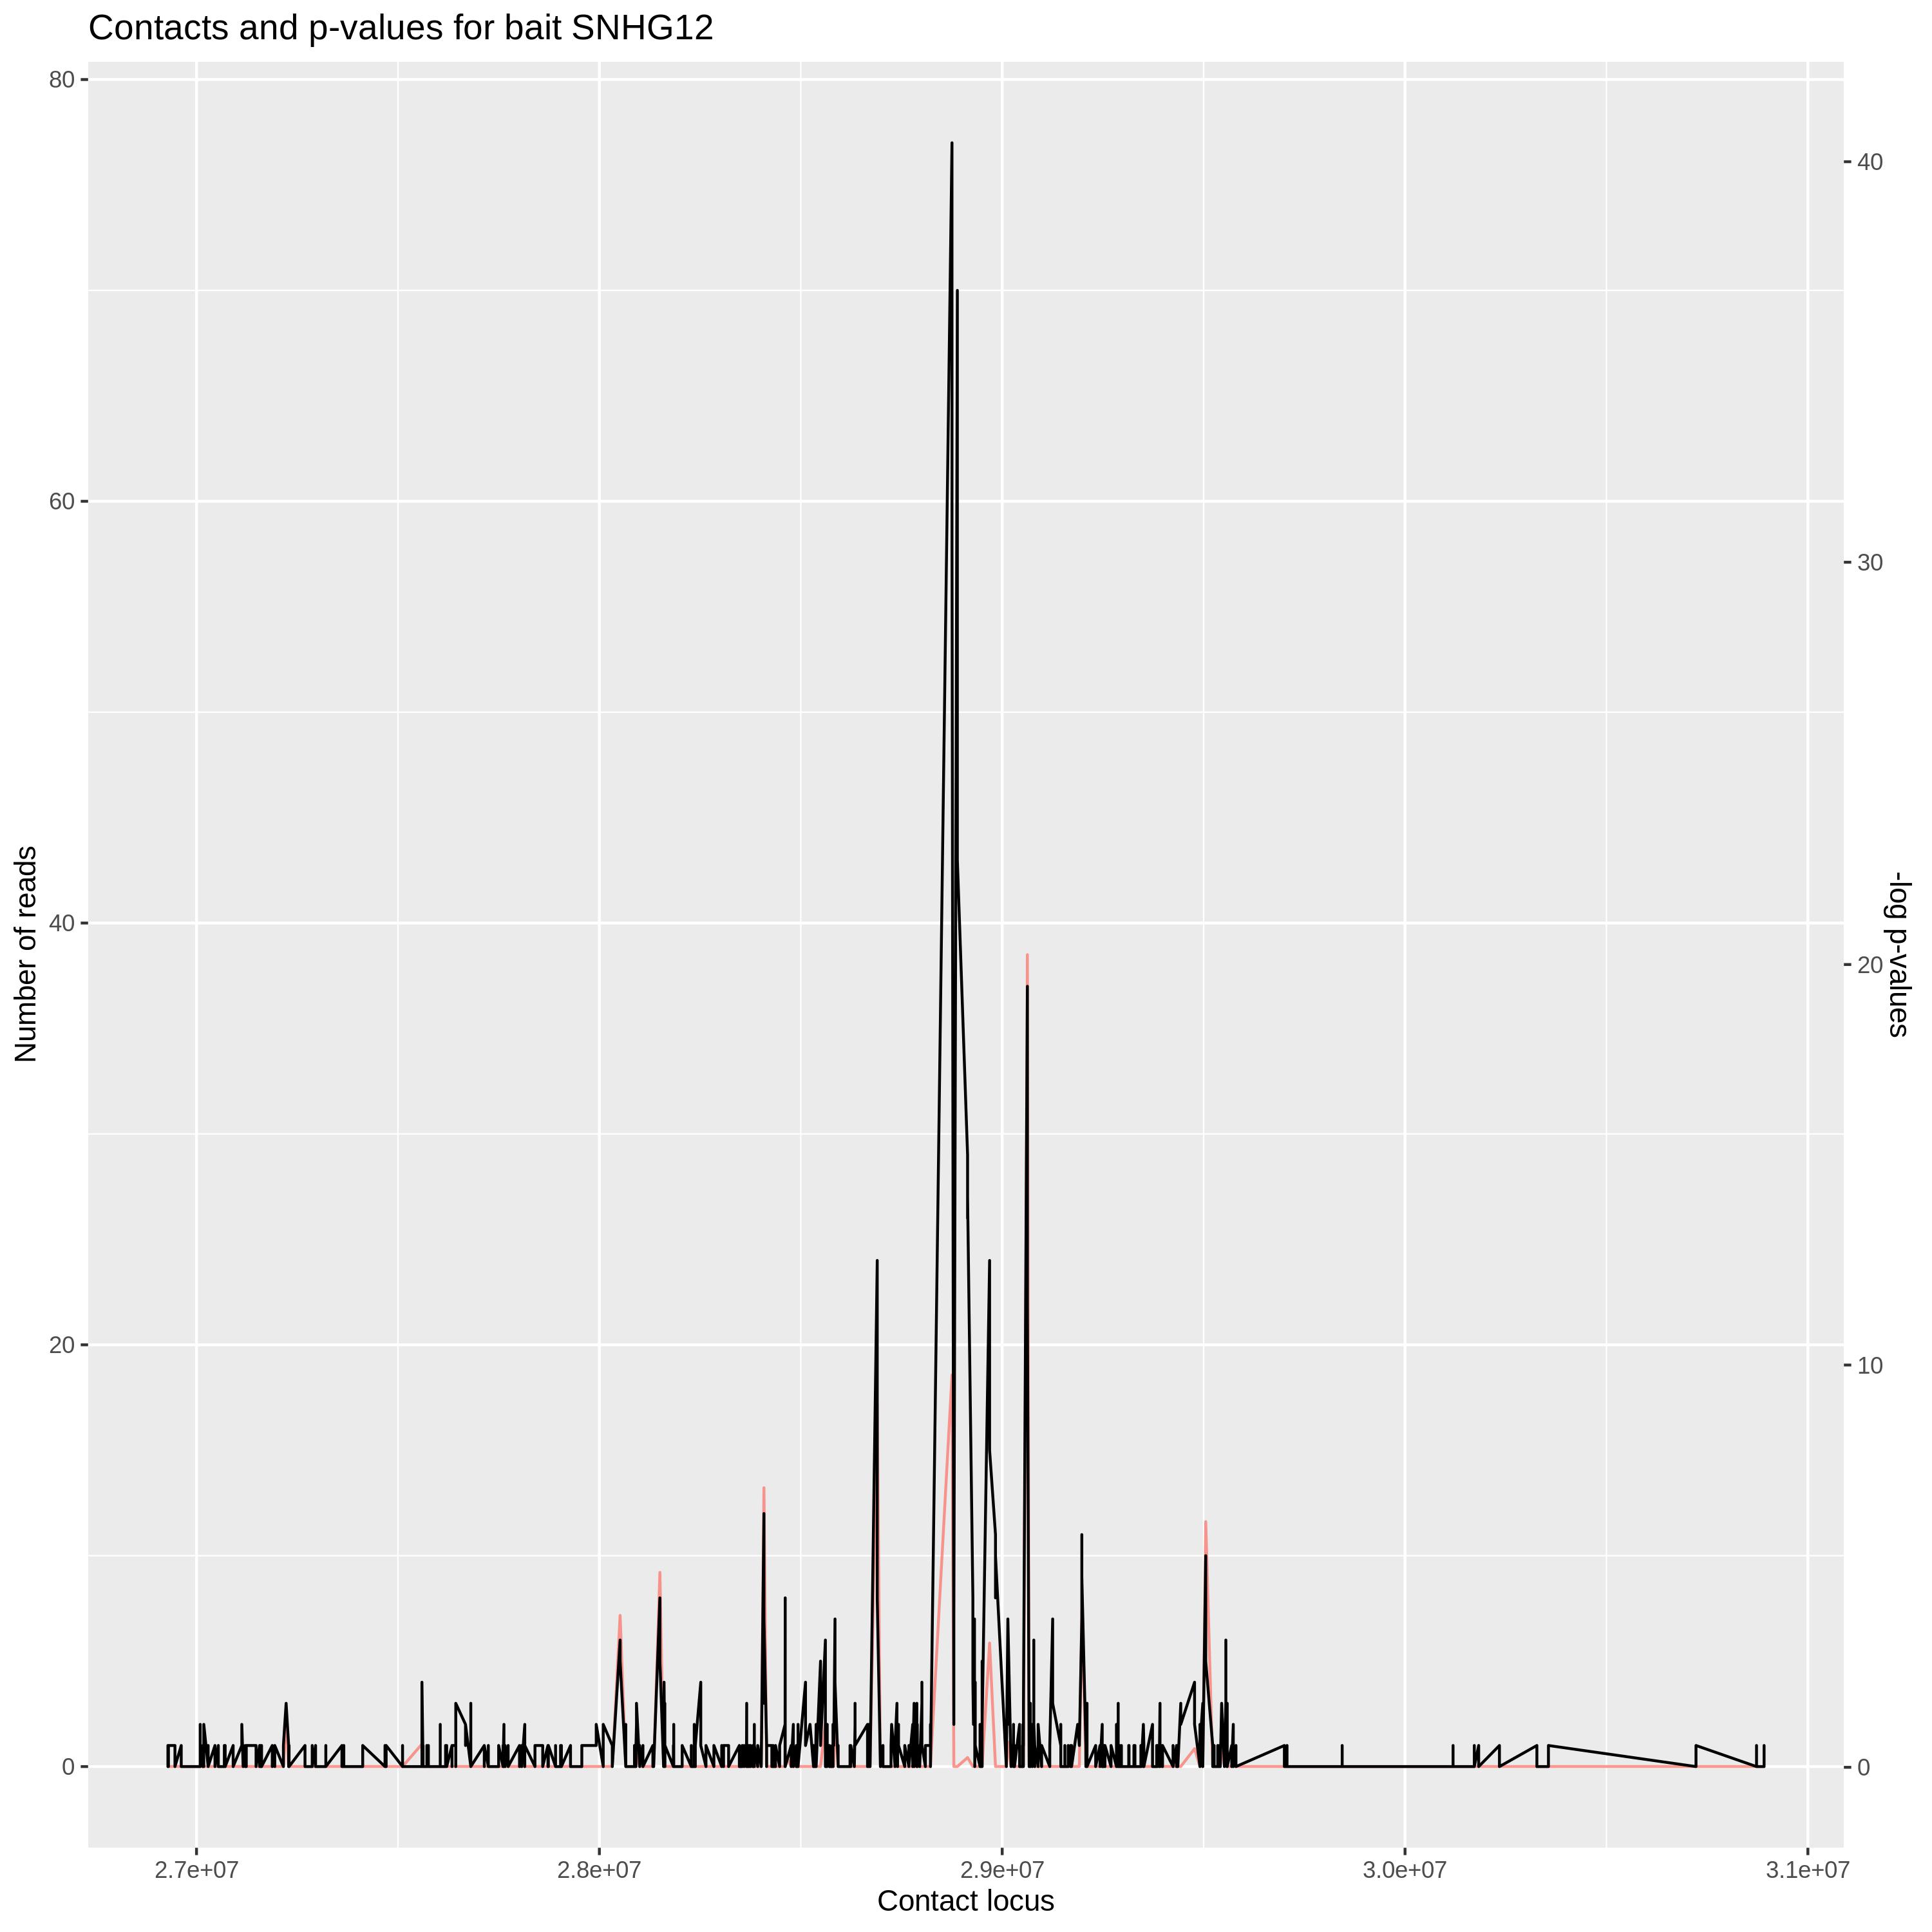 Contacts and p-values for bait SNHG12
80
60
40
20
0
Number of reads
40
30
20
10
0
-log p-values
2.7e+07
2.8e+07
2.9e+07
3.0e+07
3.1e+07
Contact locus